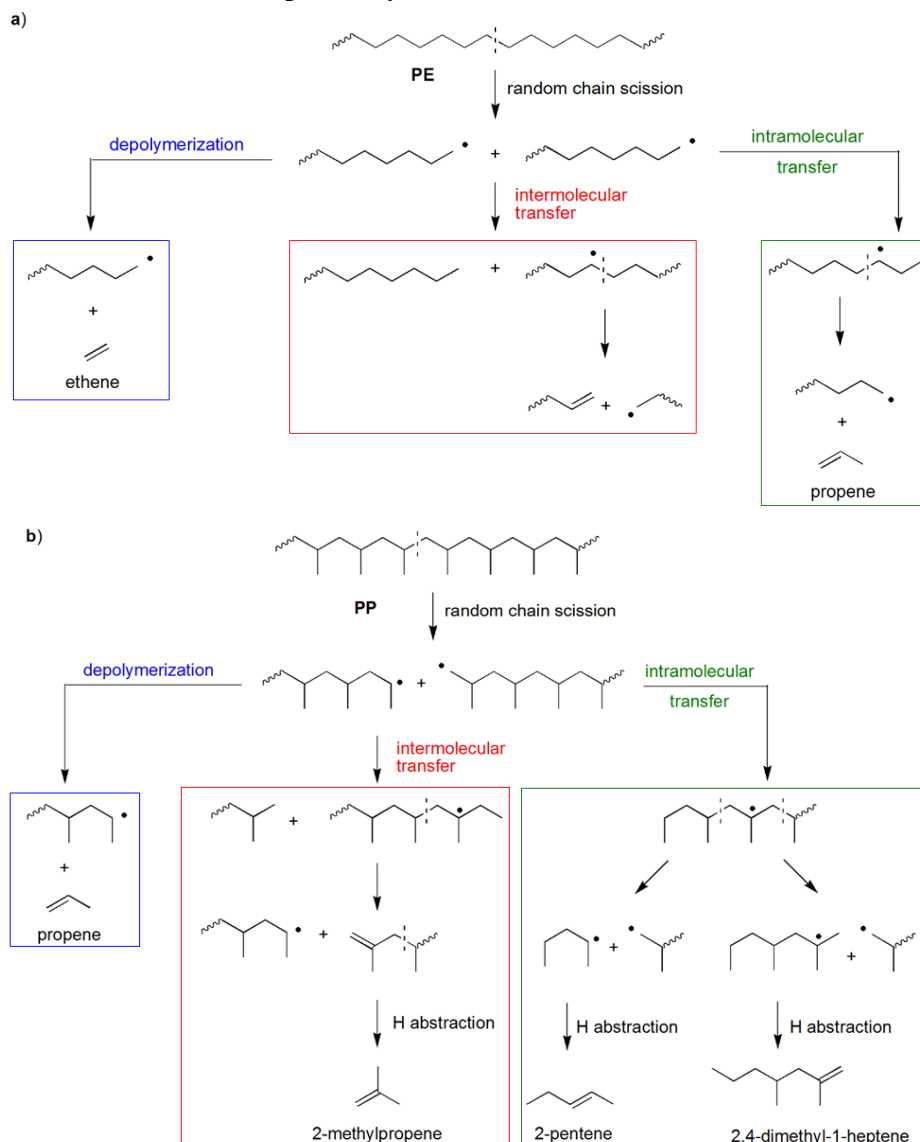 a)
PE
random chain scission
depolymerization
intramolecular
transfer
+
intermolecular
transfer
+
ethene
+
+
+
propene
b)
PP
random chain scission
depolymerization
intramolecular
transfer
+
intermolecular
transfer
+
propene
+
+
H abstraction
2-methylpropene
+
+
H abstraction
H abstraction
2-pentene
2,4-dimethyl-1-heptene